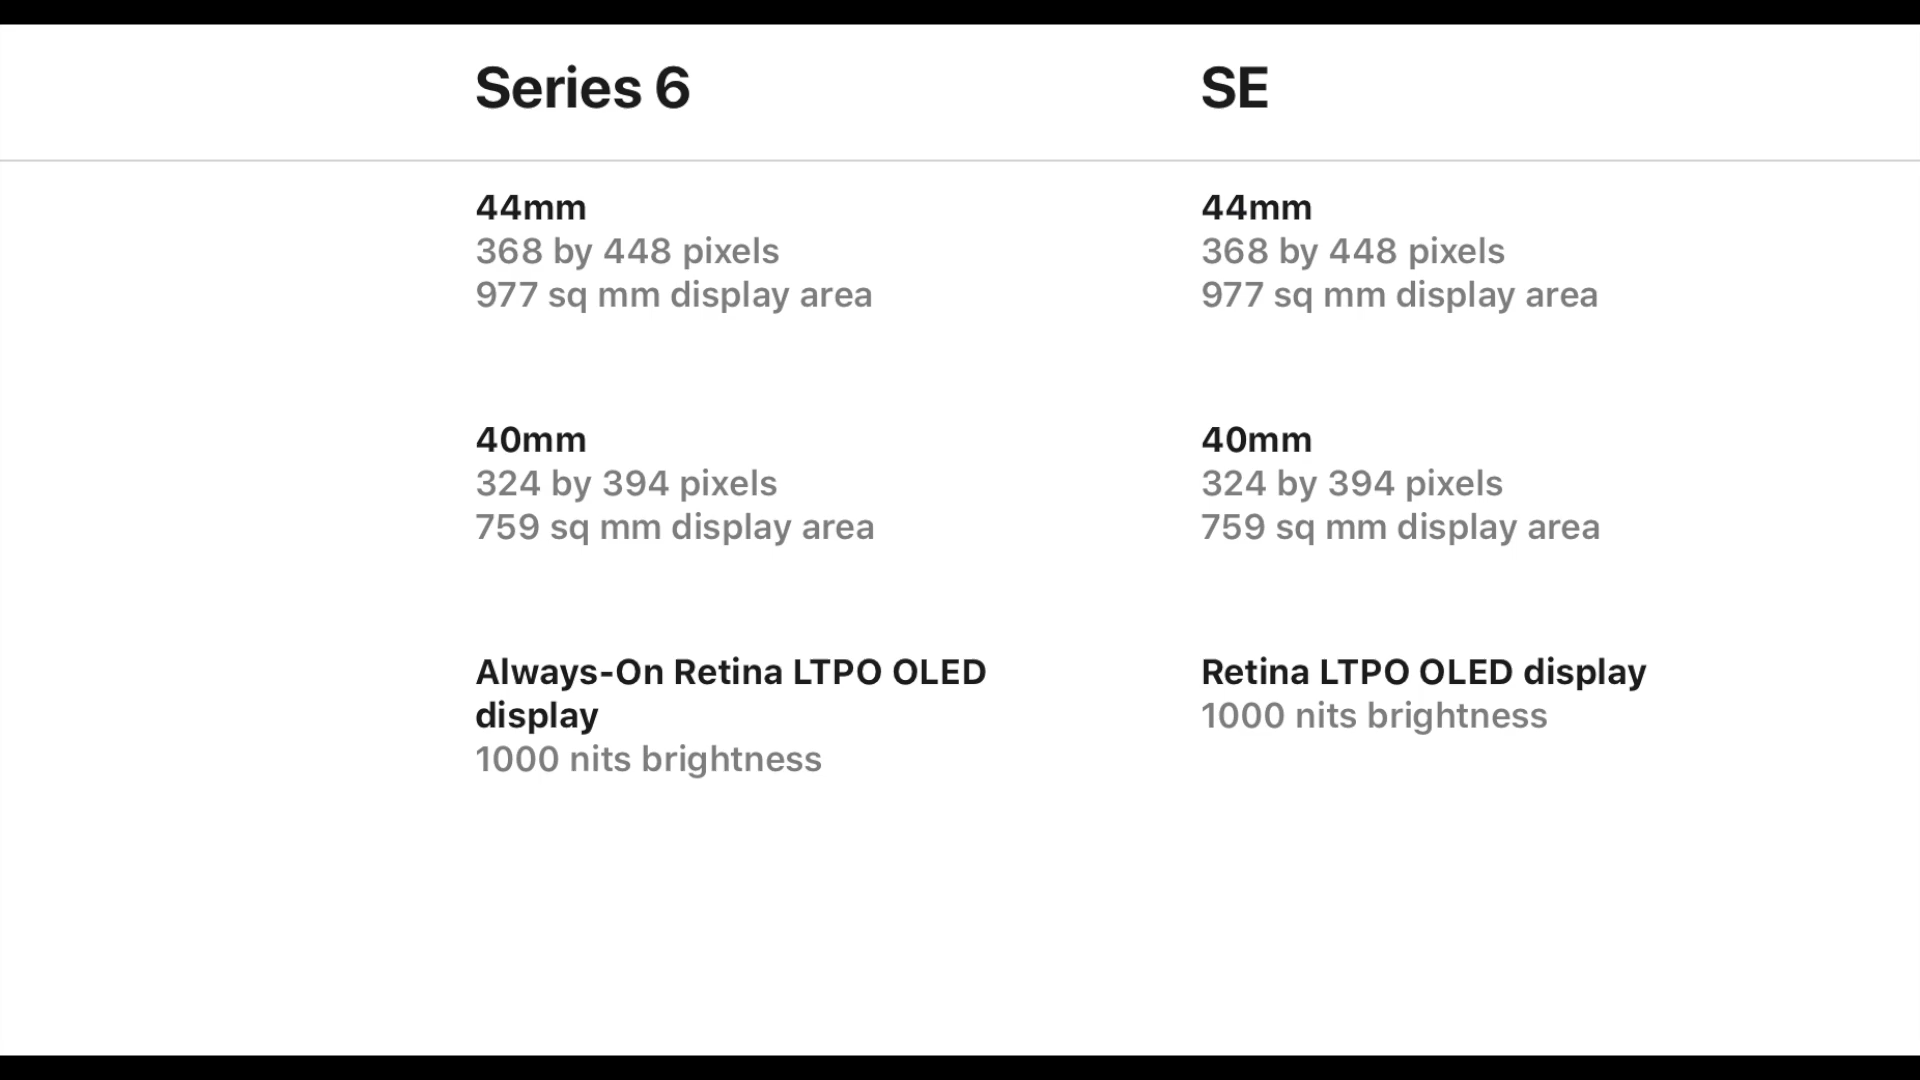 Series 6
SE
44mm
368 by 448 pixels
977 sq mm display area
44mm
368 by 448 pixels
977 sq mm display area
40mm
324 by 394 pixels
759 sq mm display area
40mm
324 by 394 pixels
759 sq mm display area
Always-On Retina LTPO OLED
display
1000 nits brightness
Retina LTPO OLED display
1000 nits brightness